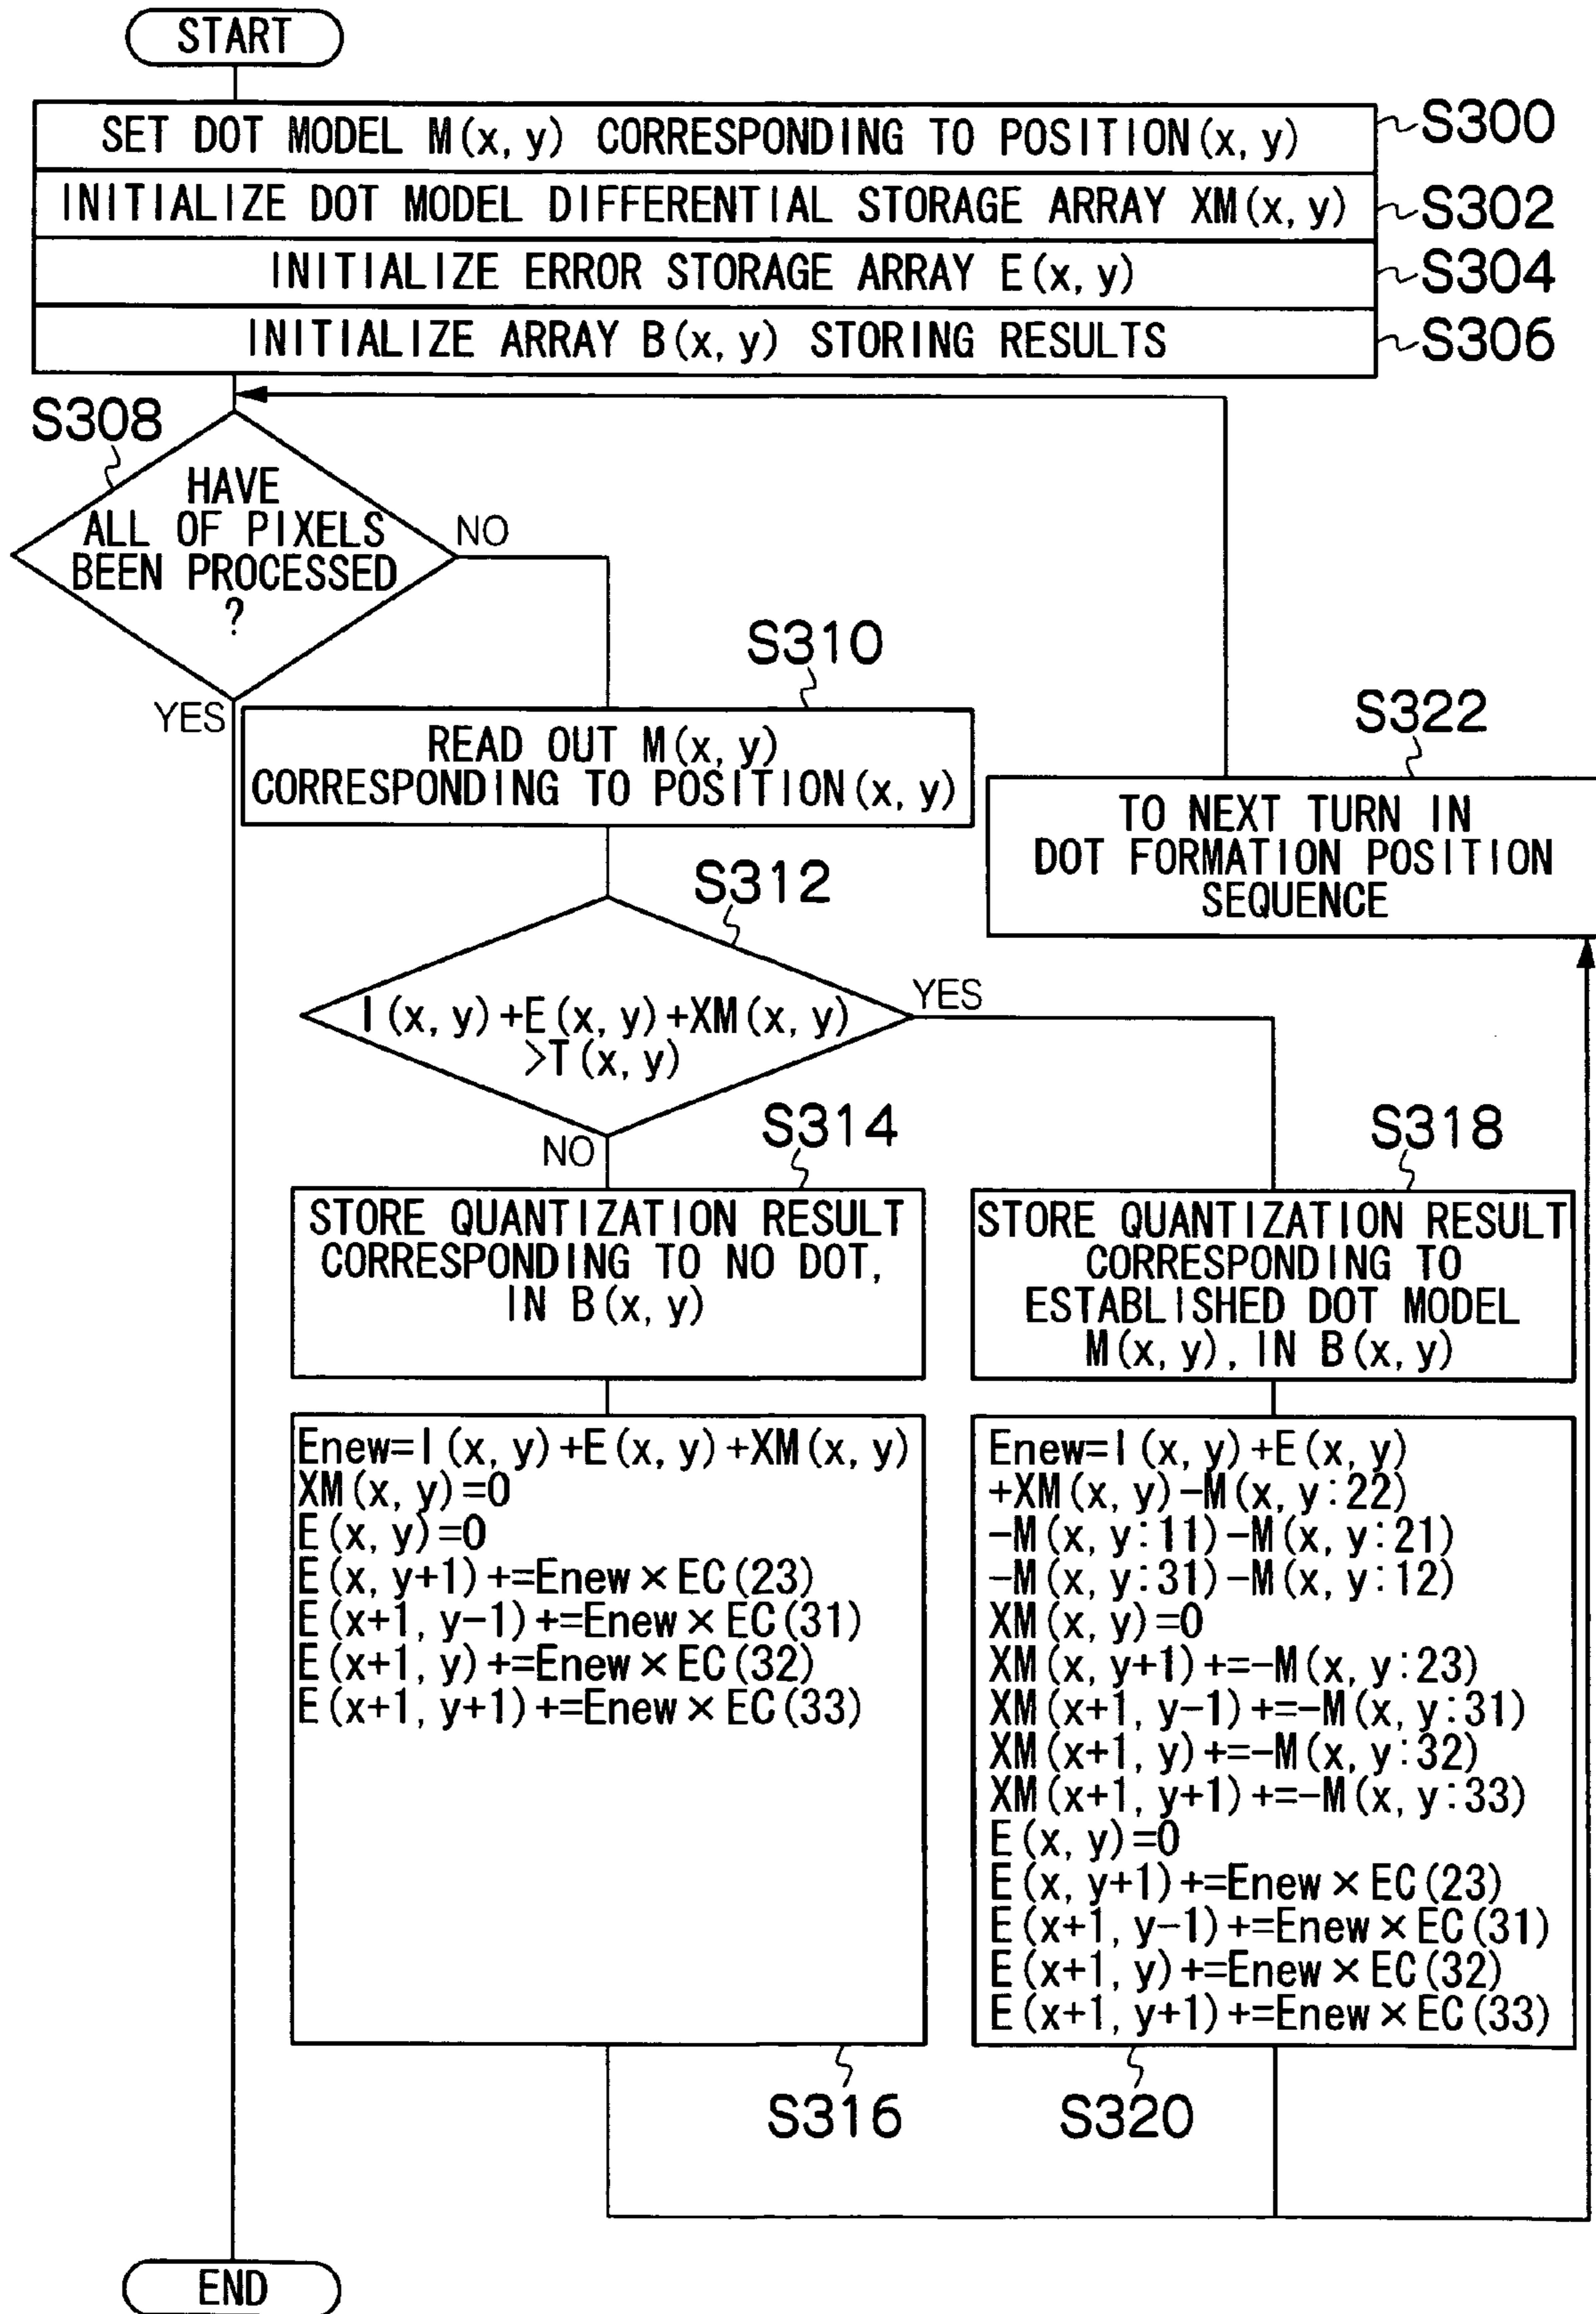 START
SET DOT MODEL M(x, y) CORRESPONDING TO POSITION(x, y)
S300
INITIALIZE DOT MODEL DIFFERENTIAL STORAGE ARRAY XM(x, y)
S302
INITIALIZE ERROR STORAGE ARRAY E(x, y)
S304
INITIALIZE ARRAY B(x, y) STORING RESULTS
S306
S308
HAVE
ALL OF PIXELS
BEEN PROCESSED
?
NO
YES
S310
READ OUT M(x, y)
CORRESPONDING TO POSITION(x, y)
S322
TO NEXT TURN IN
DOT FORMATION POSITION
SEQUENCE
S312
I(x, y)+E(x, y)+XM(x, y)
>T(x, y)
YES
NO
S314
STORE QUANTIZATION RESULT
CORRESPONDING TO NO DOT,
IN B(x, y)
S318
STORE QUANTIZATION RESULT
CORRESPONDING TO
ESTABLISHED DOT MODEL
M(x, y), IN B(x, y)
Enew=I(x, y)+E(x, y)+XM(x, y)
XM(x, y)=0
E(x, y)=0
E(x, y+1)+=Enew×EC(23)
E(x+1, y-1)+=Enew×EC(31)
E(x+1, y)+=Enew×EC(32)
E(x+1, y+1)+=Enew×EC(33)
S316
Enew=I(x, y)+E(x, y)
+XM(x, y)-M(x, y:22)
-M(x, y:11)-M(x, y:21)
-M(x, y:31)-M(x, y:12)
XM(x, y)=0
XM(x, y+1)+=-M(x, y:23)
XM(x+1, y-1)+=-M(x, y:31)
XM(x+1, y)+=-M(x, y:32)
XM(x+1, y+1)+=-M(x, y:33)
E(x, y)=0
E(x, y+1)+=Enew×EC(23)
E(x+1, y-1)+=Enew×EC(31)
E(x+1, y)+=Enew×EC(32)
E(x+1, y+1)+=Enew×EC(33)
S320
END